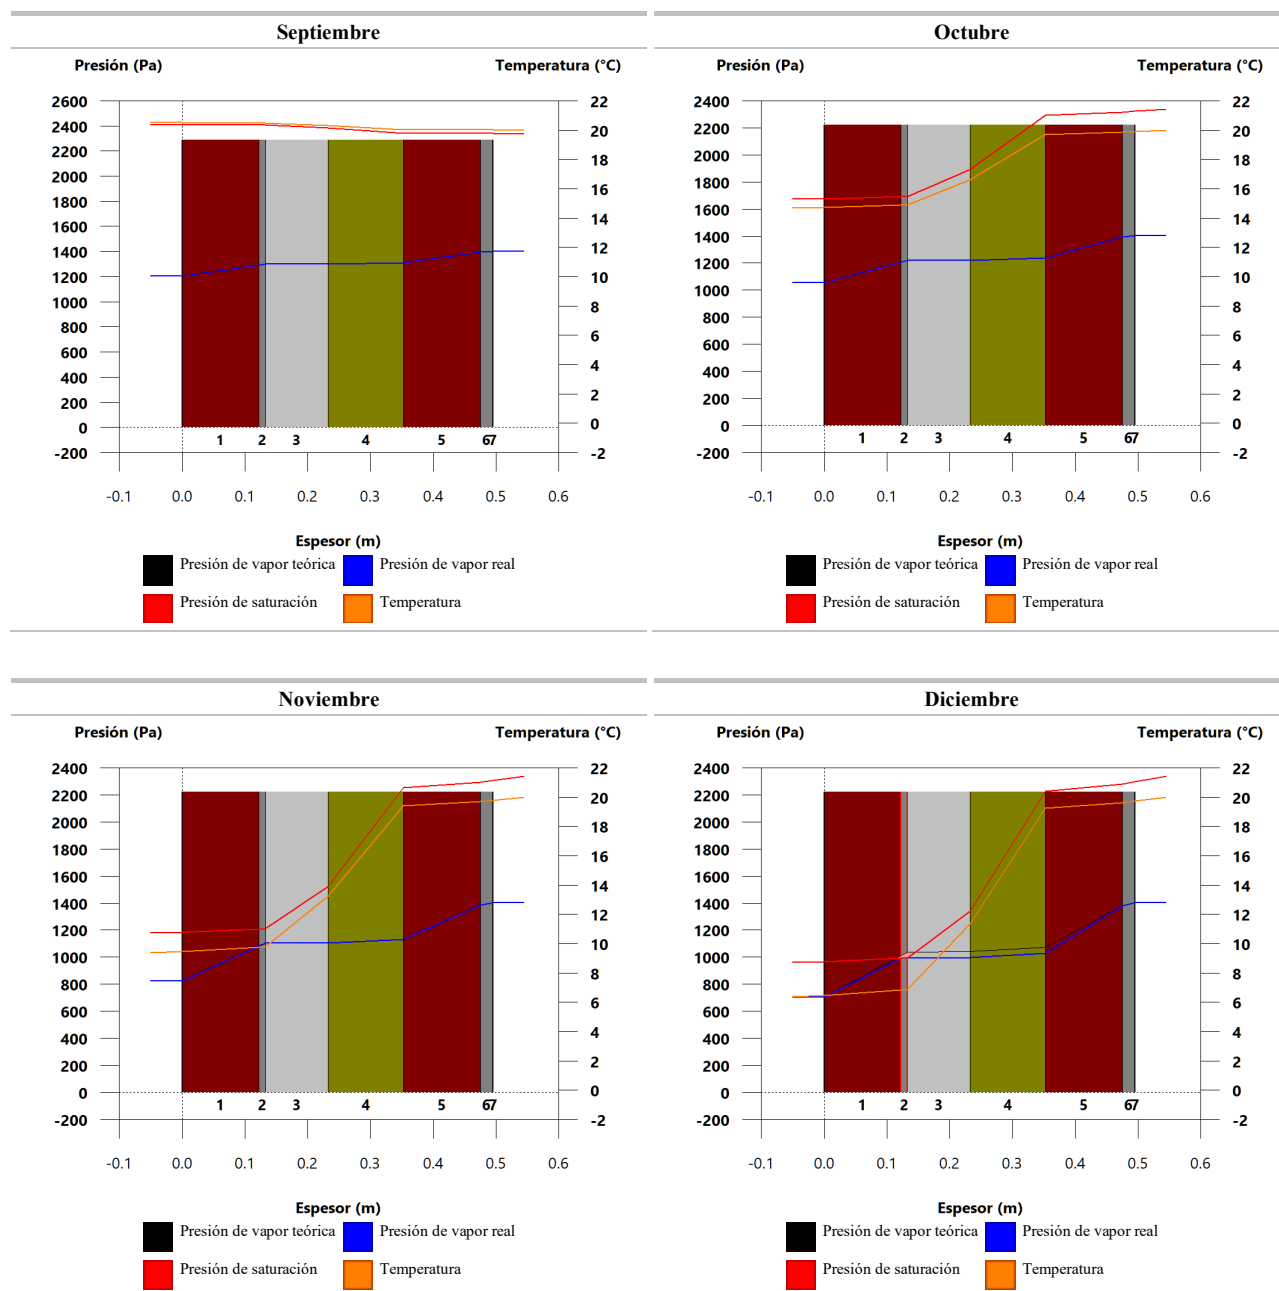 Septiembre
Presión (Pa) Temperatura (°C)
2600 22
2400 20
2200 18
2000
1800 16
1600 14
1400 12
1200 10
1000 8
800 6
600 4
400 2
200 0
0
-200 -2
1 2 3 4 5 67
-0.1 0.0 0.1 0.2 0.3 0.4 0.5 0.6
Espesor (m)
Presión de vapor teórica Presión de vapor real
Presión de saturación Temperatura
Octubre
Presión (Pa) Temperatura (°C)
2400 22
2200 20
2000 18
1800 16
1600 14
1400 12
1200 10
1000 8
800 6
600 4
400 2
200 0
0
-200 -2
1 2 3 4 5 67
-0.1 0.0 0.1 0.2 0.3 0.4 0.5 0.6
Espesor (m)
Presión de vapor teórica Presión de vapor real
Presión de saturación Temperatura
Noviembre
Presión (Pa) Temperatura (°C)
2400 22
2200 20
2000 18
1800 16
1600 14
1400 12
1200 10
1000 8
800 6
600 4
400 2
200 0
0
-200 -2
1 2 3 4 5 67
-0.1 0.0 0.1 0.2 0.3 0.4 0.5 0.6
Espesor (m)
Presión de vapor teórica Presión de vapor real
Presión de saturación Temperatura
Diciembre
Presión (Pa) Temperatura (°C)
2400 22
2200 20
2000 18
1800 16
1600 14
1400 12
1200 10
1000 8
800 6
600 4
400 2
200 0
0
-200 -2
1 2 3 4 5 67
-0.1 0.0 0.1 0.2 0.3 0.4 0.5 0.6
Espesor (m)
Presión de vapor teórica Presión de vapor real
Presión de saturación Temperatura